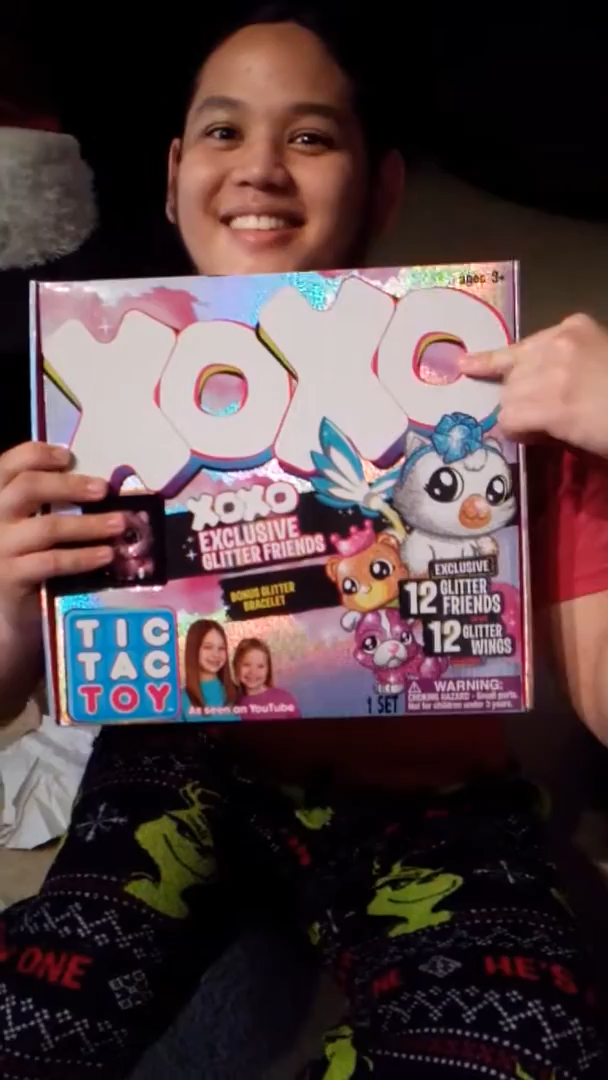 ages 3+
XOXO
XOXO
EXCLUSIVE
GLITTER FRIENDS
BONUS GLITTER
BRACELET
EXCLUSIVE
12 GLITTER
FRIENDS
12 GLITTER
WINGS
TIC
TAC
TOY
As seen on YouTube
1 SET
WARNING:
CHOKING HAZARD - Small parts.
Not for children under 3 years.
ONE
HE'S